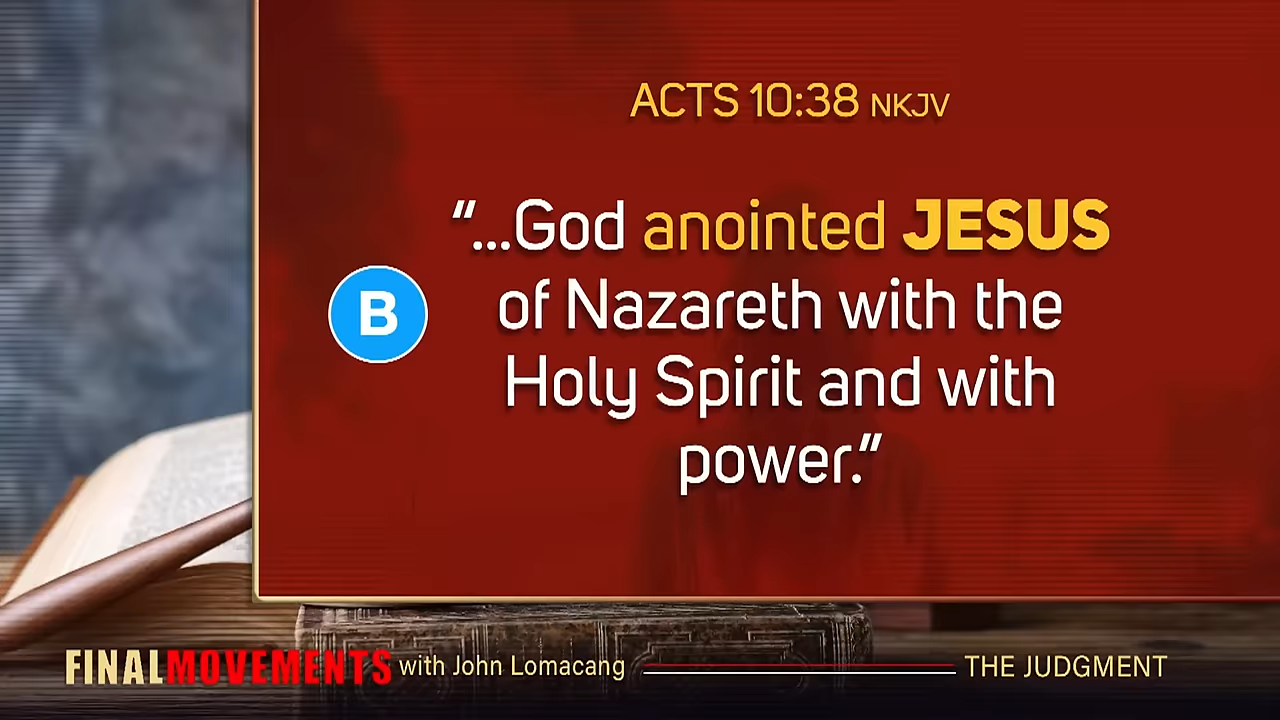 ACTS 10:38 NKJV
"...God anointed JESUS
of Nazareth with the
B
Holy Spirit and with
power."
FINALMOVEMENTS with John Lomacang THE JUDGMENT